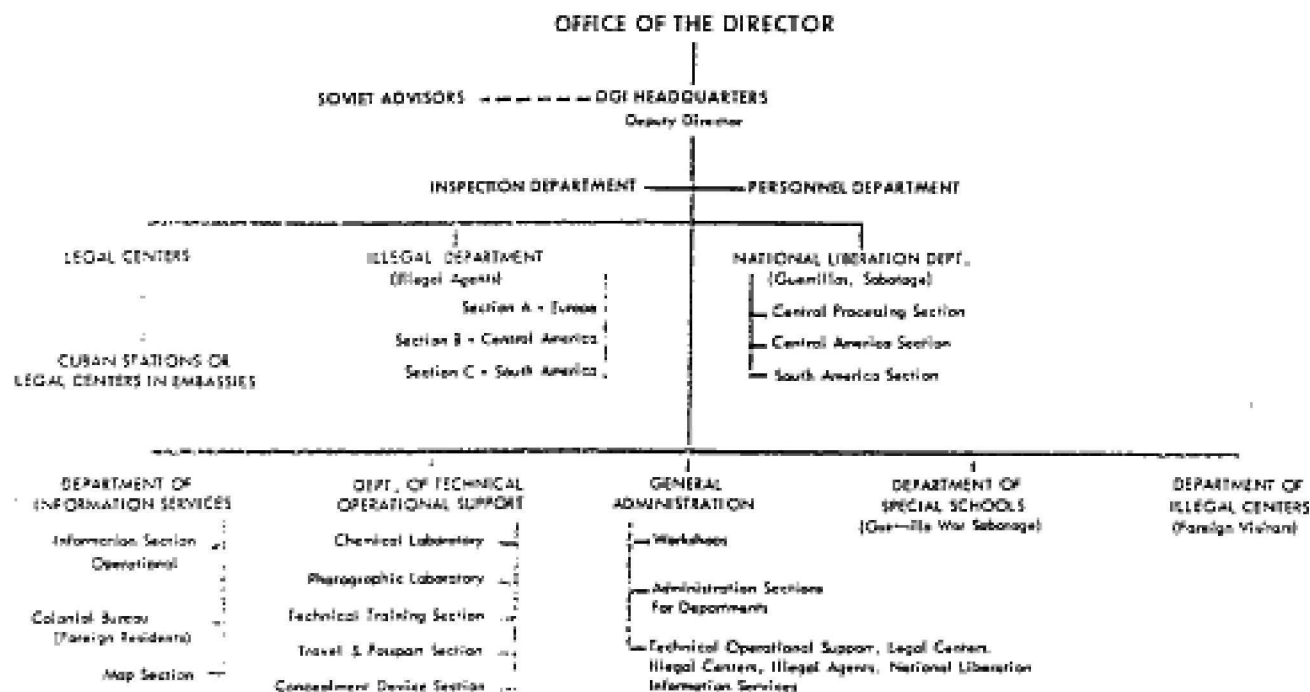 OFFICE OF THE DIRECTOR
SOVIET ADVISORS
DGI HEADQUARTERS
Deputy Director
INSPECTION DEPARTMENT
PERSONNEL DEPARTMENT
LEGAL CENTERS
ILLEGAL DEPARTMENT
(Illegal Agents)
Section A - Europe
Section B - Central America
Section C - South America
NATIONAL LIBERATION DEPT.
(Guerrillas, Sabotage)
Central Processing Section
Central America Section
South America Section
CUBAN STATIONS OR
LEGAL CENTERS IN EMBASSIES
DEPARTMENT OF
INFORMATION SERVICES
Information Section
Operational
Colonial Bureau
(Foreign Residents)
Map Section
DEPT. OF TECHNICAL
OPERATIONAL SUPPORT
Chemical Laboratory
Photographic Laboratory
Technical Training Section
Travel & Passport Section
Concealment Device Section
GENERAL
ADMINISTRATION
Workshops
Administration Sections
For Departments
Technical Operational Support, Legal Centers,
Illegal Centers, Illegal Agents, National Liberation
Information Services
DEPARTMENT OF
SPECIAL SCHOOLS
(Guerrilla War Sabotage)
DEPARTMENT OF
ILLEGAL CENTERS
(Foreign Visitors)